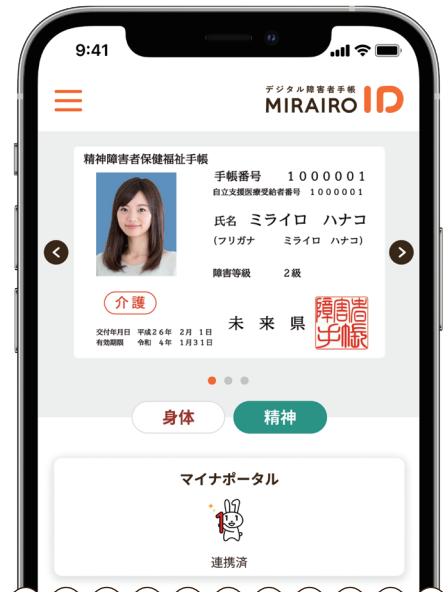 9:41
デジタル障害者手帳
MIRAIRO ID
精神障害者保健福祉手帳
手帳番号 1000001
自立支援医療受給者番号 1000001
氏名 ミライロ ハナコ
(フリガナ ミライロ ハナコ)
障害等級 2級
介護
交付年月日 平成26年 2月 1日
有効期限 令和 4年 1月31日
未来県
障害者手帳
身体
精神
マイナポータル
1
連携済